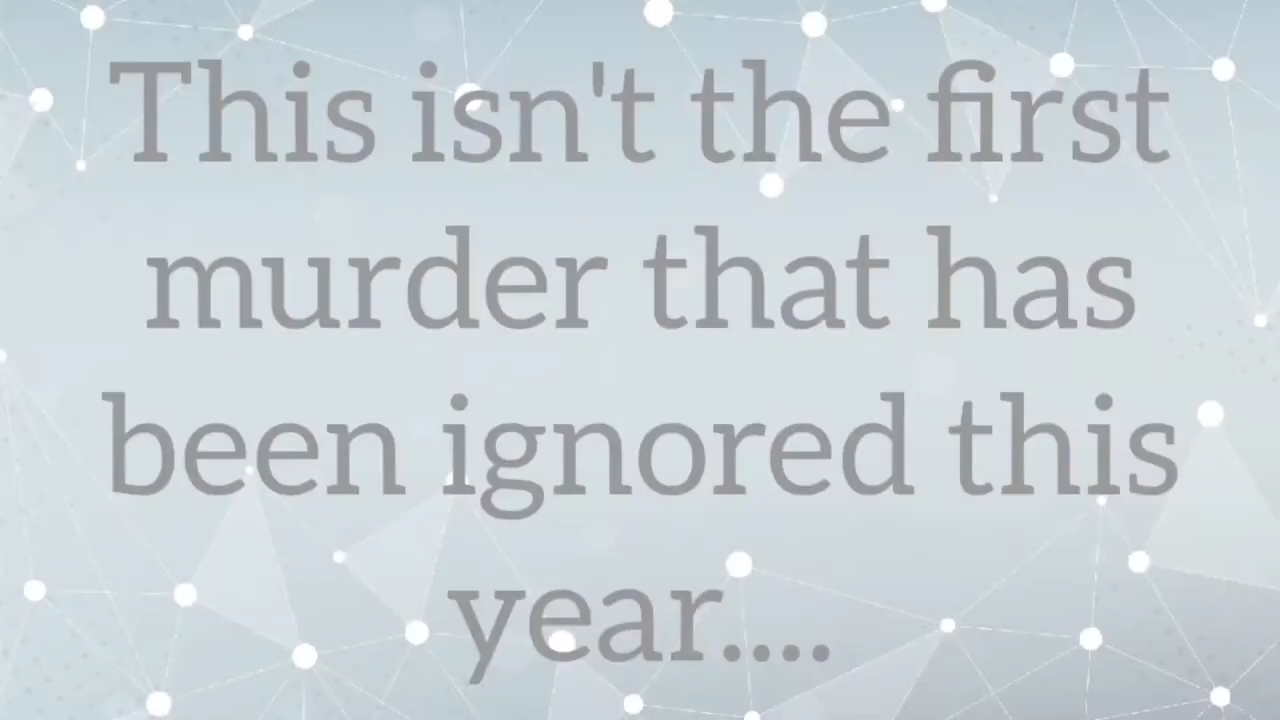 This isn't the first
murder that has
been ignored this
year....